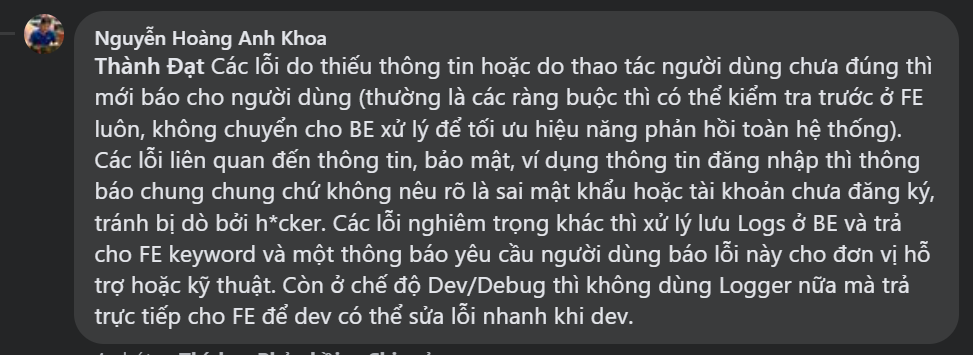 Nguyễn Hoàng Anh Khoa
Thành Đạt Các lỗi do thiếu thông tin hoặc do thao tác người dùng chưa đúng thì
mới báo cho người dùng (thường là các ràng buộc thì có thể kiểm tra trước ở FE
luôn, không chuyển cho BE xử lý để tối ưu hiệu năng phản hồi toàn hệ thống).
Các lỗi liên quan đến thông tin, bảo mật, ví dụng thông tin đăng nhập thì thông
báo chung chung chứ không nêu rõ là sai mật khẩu hoặc tài khoản chưa đăng ký,
tránh bị dò bởi h*cker. Các lỗi nghiêm trọng khác thì xử lý lưu Logs ở BE và trả
cho FE keyword và một thông báo yêu cầu người dùng báo lỗi này cho đơn vị hỗ
trợ hoặc kỹ thuật. Còn ở chế độ Dev/Debug thì không dùng Logger nữa mà trả
trực tiếp cho FE để dev có thể sửa lỗi nhanh khi dev.